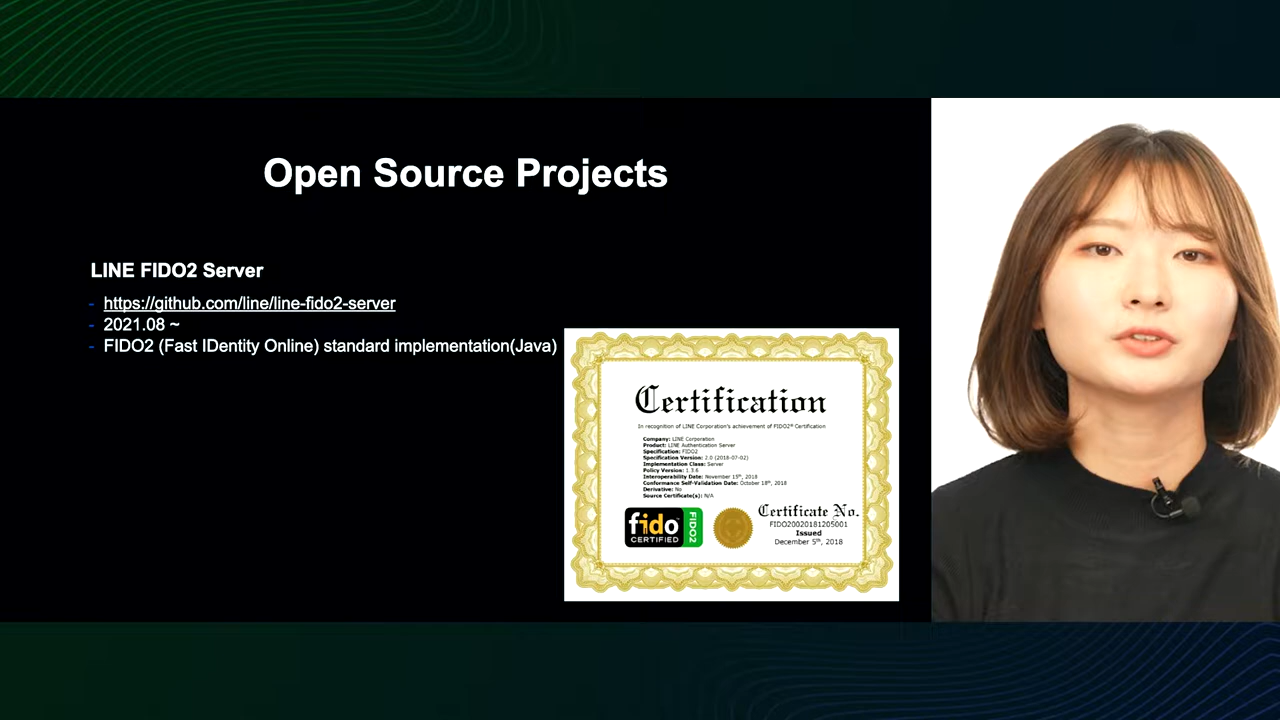 Open Source Projects
LINE FIDO2 Server
- https://github.com/line/line-fido2-server
- 2021.08 ~
- FIDO2 (Fast IDentity Online) standard implementation(Java)
Certification
In recognition of LINE Corporation's achievement of FIDO2® Certification
Company: LINE Corporation
Product: LINE Authentication Server
Specification: FIDO2
Specification Version: 2.0 (2018-07-02)
Implementation Class: Server
Policy Version: 1.3.6
Interoperability Date: November 15th, 2018
Conformance Self-Validation Date: October 18th, 2018
Derivative: No
Source Certificate(s): N/A
fido
CERTIFIED
FIDO2
Certificate No.
FIDO20020181205001
Issued
December 5th, 2018